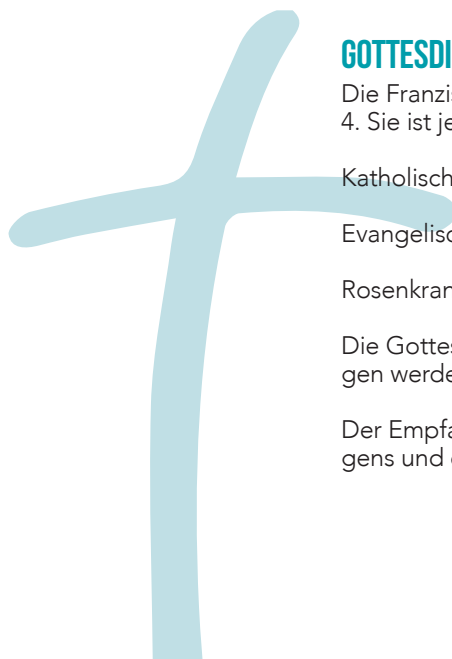 GOTTESDI
Die Franzis
4. Sie ist je
Katholisch
Evangelisc
Rosenkran
Die Gottes
gen werde
Der Empfa
gens und